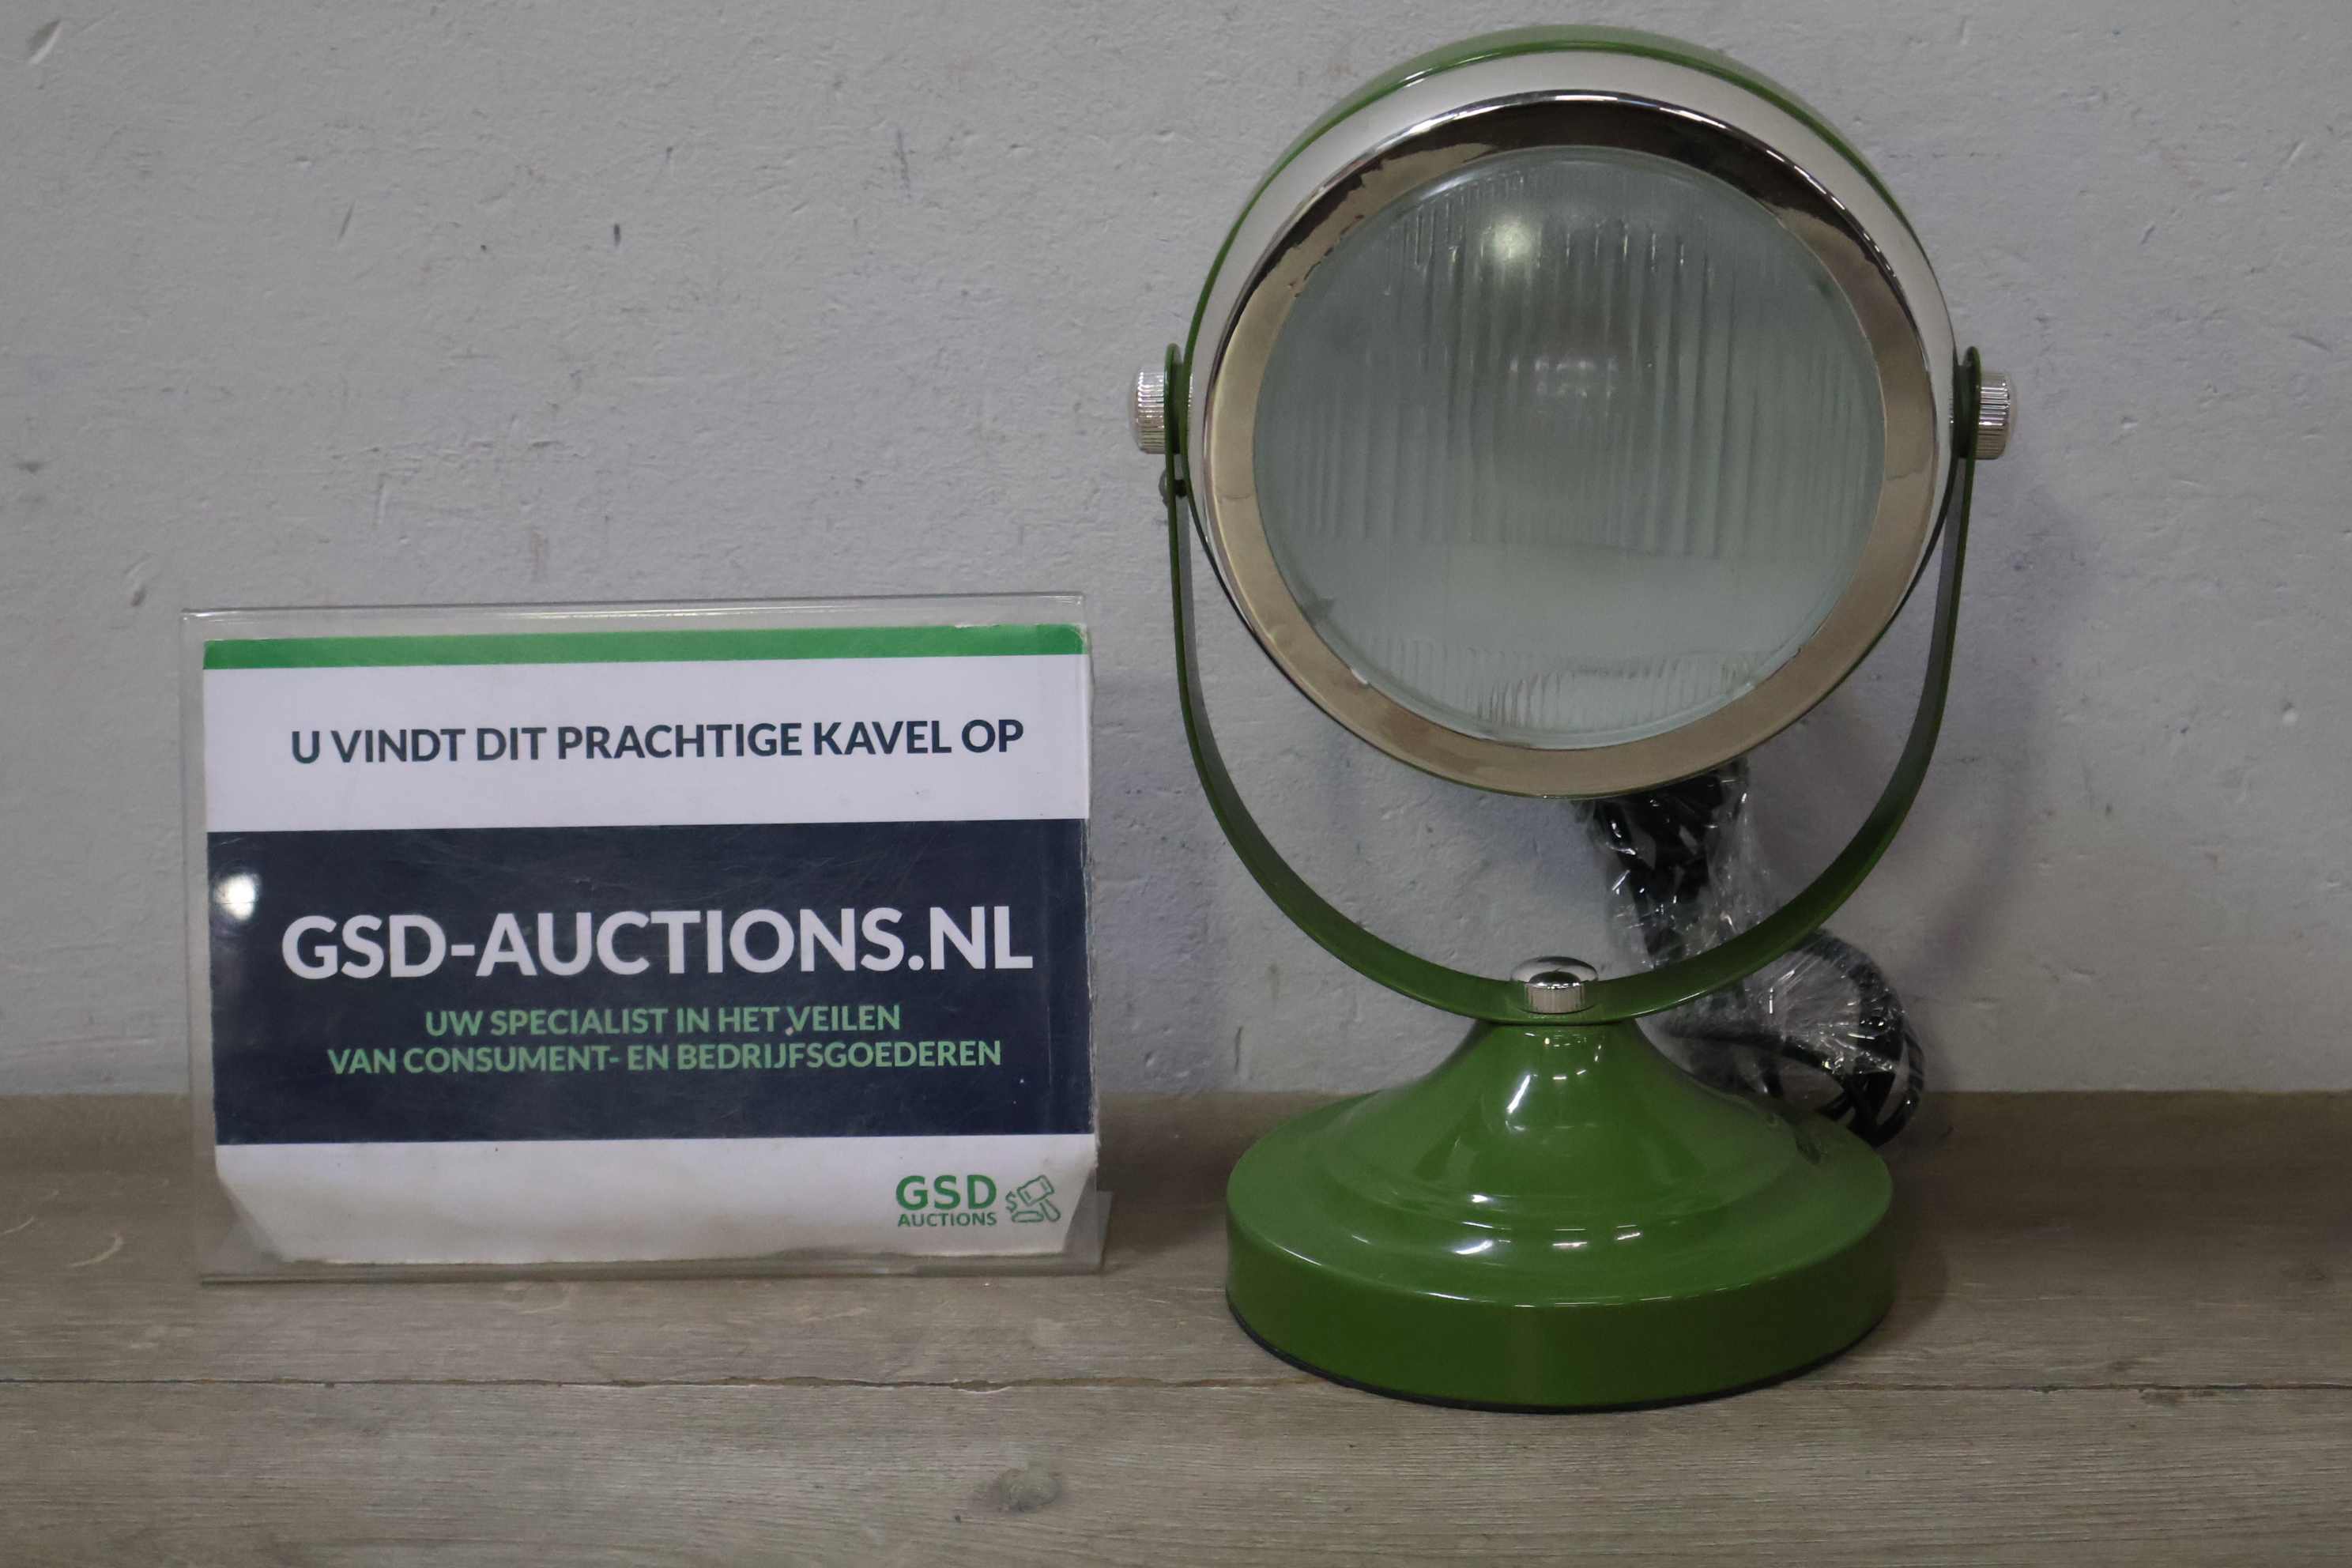 U VINDT DIT PRACHTIGE KAVEL OP
GSD-AUCTIONS.NL
UW SPECIALIST IN HET VEILEN
VAN CONSUMENT- EN BEDRIJFSGOEDEREN
GSD
AUCTIONS